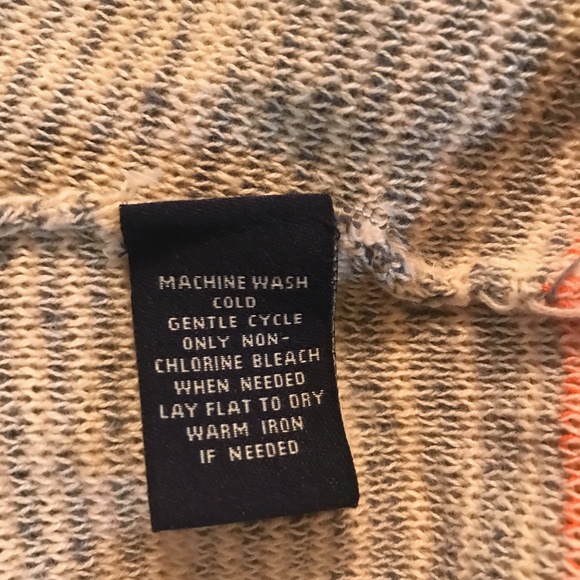 MACHINE WASH
COLD
GENTLE CYCLE
ONLY NON-
CHLORINE BLEACH
WHEN NEEDED
LAY FLAT TO DRY
WARM IRON
IF NEEDED